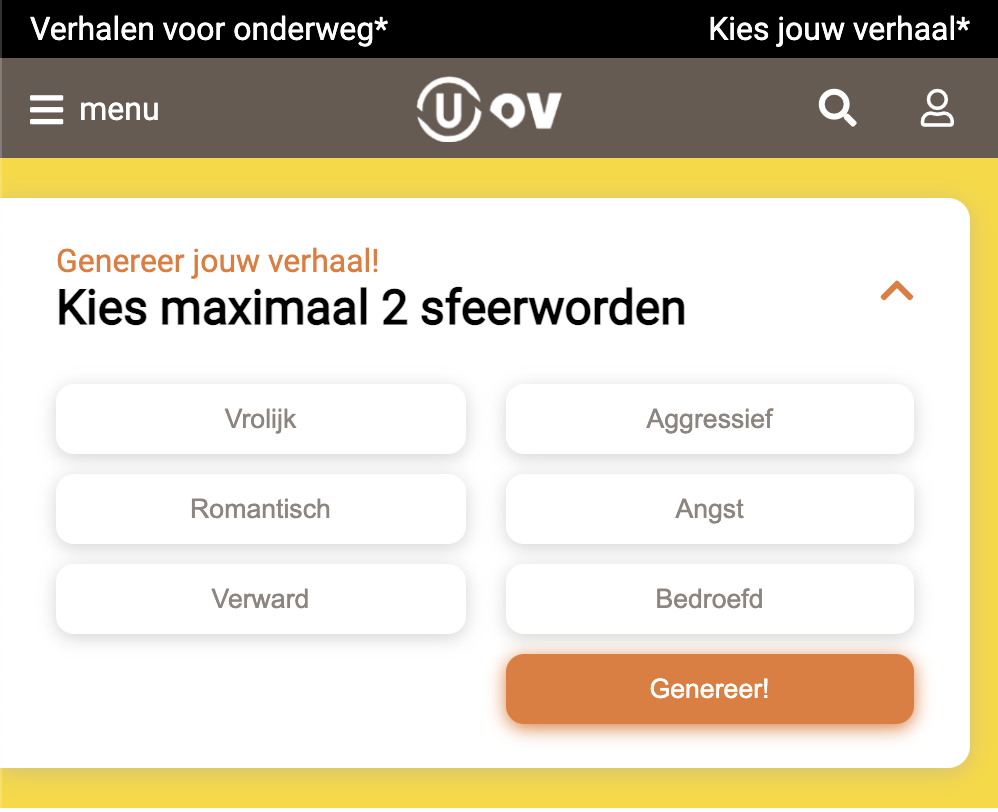 Verhalen voor onderweg*
Kies jouw verhaal*
menu
U OV
Genereer jouw verhaal!
Kies maximaal 2 sfeerworden
Vrolijk
Aggressief
Romantisch
Angst
Verward
Bedroefd
Genereer!